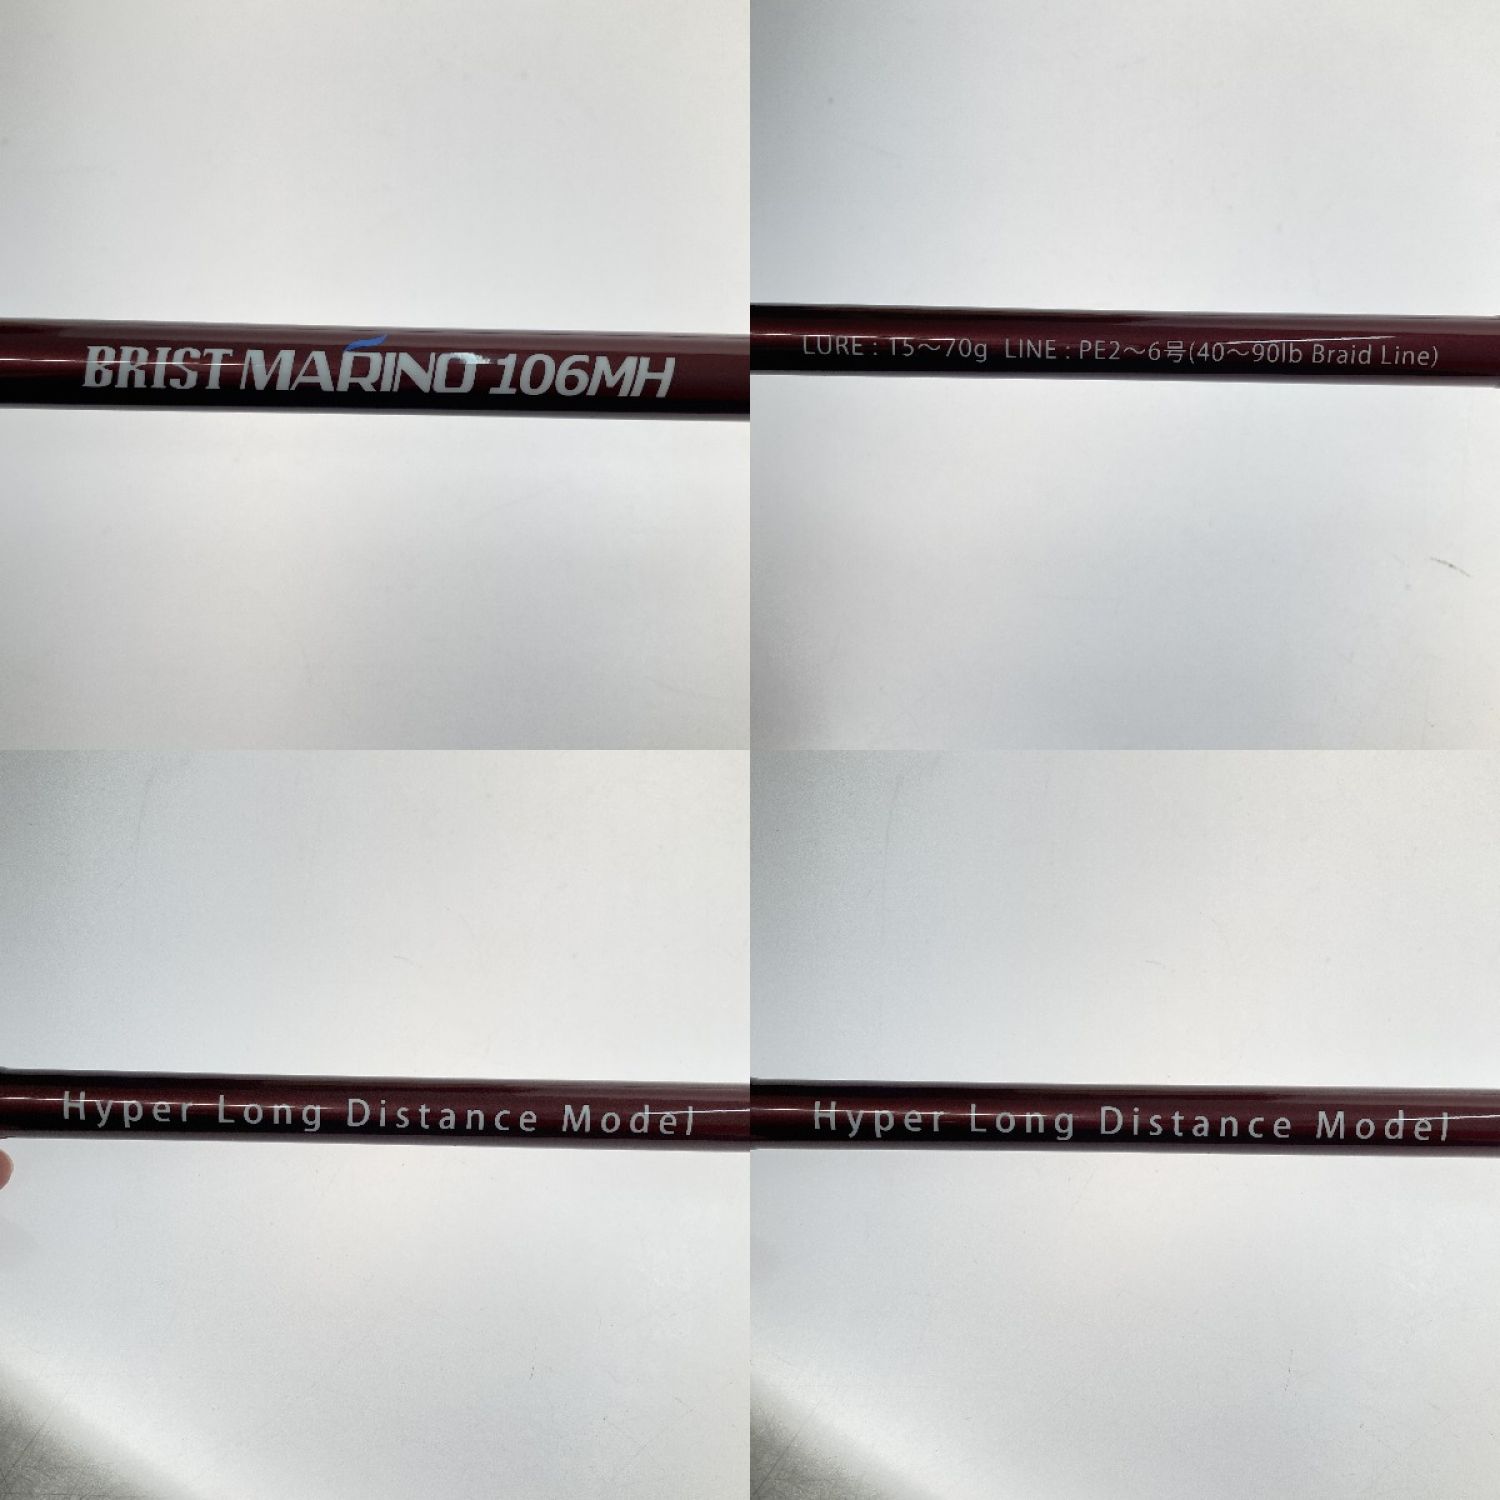 BRIST MARINO 106MH
LURE : 15～70g LINE : PE2～6号(40～90lb Braid Line)
Hyper Long Distance Model
Hyper Long Distance Model